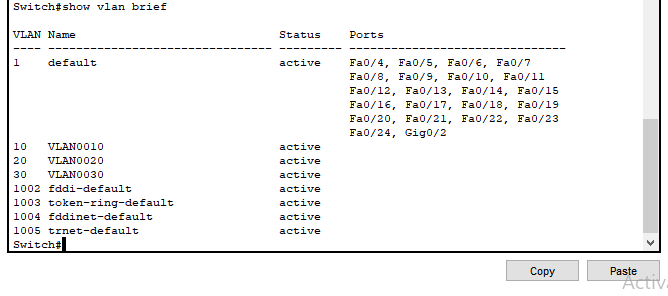 Switch#show vlan brief
VLAN Name Status Ports
---- -------------------------------- --------- -------------------------------
1 default active Fa0/4, Fa0/5, Fa0/6, Fa0/7
Fa0/8, Fa0/9, Fa0/10, Fa0/11
Fa0/12, Fa0/13, Fa0/14, Fa0/15
Fa0/16, Fa0/17, Fa0/18, Fa0/19
Fa0/20, Fa0/21, Fa0/22, Fa0/23
Fa0/24, Gig0/2
10 VLAN0010 active
20 VLAN0020 active
30 VLAN0030 active
1002 fddi-default active
1003 token-ring-default active
1004 fddinet-default active
1005 trnet-default active
Switch#
Copy Paste